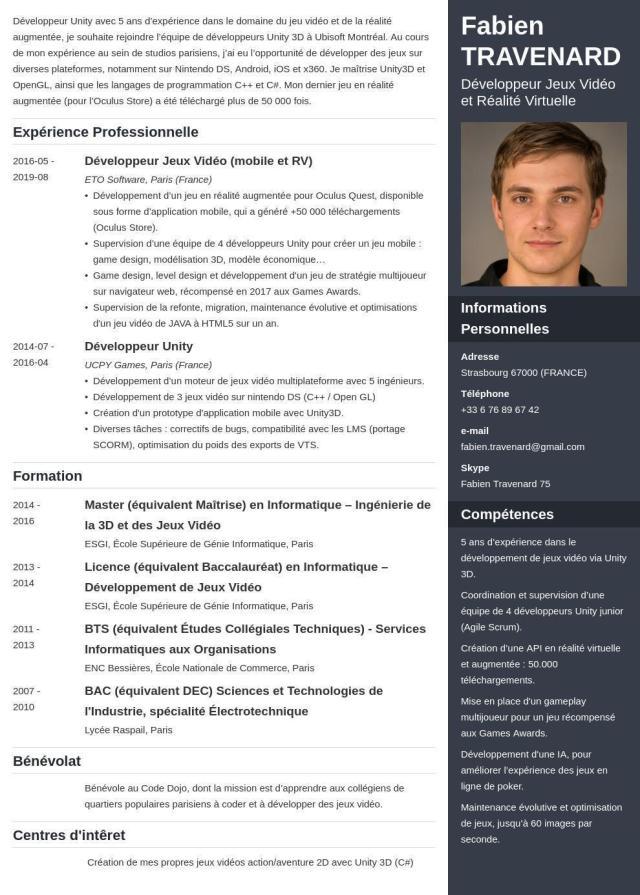 Développeur Unity avec 5 ans d'expérience dans le domaine du jeu vidéo et de la réalité
augmentée, je souhaite rejoindre l'équipe de développeurs Unity 3D à Ubisoft Montréal. Au cours
de mon expérience au sein de studios parisiens, j'ai eu l'opportunité de développer des jeux sur
diverses plateformes, notamment sur Nintendo DS, Android, iOS et x360. Je maîtrise Unity3D et
OpenGL, ainsi que les langages de programmation C++ et C#. Mon dernier jeu en réalité
augmentée (pour l'Oculus Store) a été téléchargé plus de 50 000 fois.
Expérience Professionnelle
2016-05 -
2019-08
Développeur Jeux Vidéo (mobile et RV)
ETO Software, Paris (France)
• Développement d'un jeu en réalité augmentée pour Oculus Quest, disponible
sous forme d'application mobile, qui a généré +50 000 téléchargements
(Oculus Store).
• Supervision d'une équipe de 4 développeurs Unity pour créer un jeu mobile :
game design, modélisation 3D, modèle économique…
• Game design, level design et développement d'un jeu de stratégie multijoueur
sur navigateur web, récompensé en 2017 aux Games Awards.
• Supervision de la refonte, migration, maintenance évolutive et optimisations
d'un jeu vidéo de JAVA à HTML5 sur un an.
2014-07 -
2016-04
Développeur Unity
UCPY Games, Paris (France)
• Développement d'un moteur de jeux vidéo multiplateforme avec 5 ingénieurs.
• Développement de 3 jeux vidéo sur nintendo DS (C++ / Open GL)
• Création d'un prototype d'application mobile avec Unity3D.
• Diverses tâches : correctifs de bugs, compatibilité avec les LMS (portage
SCORM), optimisation du poids des exports de VTS.
Formation
2014 -
2016
Master (équivalent Maîtrise) en Informatique – Ingénierie de
la 3D et des Jeux Vidéo
ESGI, École Supérieure de Génie Informatique, Paris
2013 -
2014
Licence (équivalent Baccalauréat) en Informatique –
Développement de Jeux Vidéo
ESGI, École Supérieure de Génie Informatique, Paris
2011 -
2013
BTS (équivalent Études Collégiales Techniques) - Services
Informatiques aux Organisations
ENC Bessières, École Nationale de Commerce, Paris
2007 -
2010
BAC (équivalent DEC) Sciences et Technologies de
l'Industrie, spécialité Électrotechnique
Lycée Raspail, Paris
Bénévolat
Bénévole au Code Dojo, dont la mission est d'apprendre aux collégiens de
quartiers populaires parisiens à coder et à développer des jeux vidéo.
Centres d'intêret
Création de mes propres jeux vidéos action/aventure 2D avec Unity 3D (C#)
Fabien
TRAVENARD
Développeur Jeux Vidéo
et Réalité Virtuelle
Informations
Personnelles
Adresse
Strasbourg 67000 (FRANCE)
Téléphone
+33 6 76 89 67 42
e-mail
fabien.travenard@gmail.com
Skype
Fabien Travenard 75
Compétences
5 ans d'expérience dans le
développement de jeux vidéo via Unity
3D.
Coordination et supervision d'une
équipe de 4 développeurs Unity junior
(Agile Scrum).
Création d'une API en réalité virtuelle
et augmentée : 50.000
téléchargements.
Mise en place d'un gameplay
multijoueur pour un jeu récompensé
aux Games Awards.
Développement d'une IA, pour
améliorer l'expérience des jeux en
ligne de poker.
Maintenance évolutive et optimisation
de jeux, jusqu'à 60 images par
seconde.